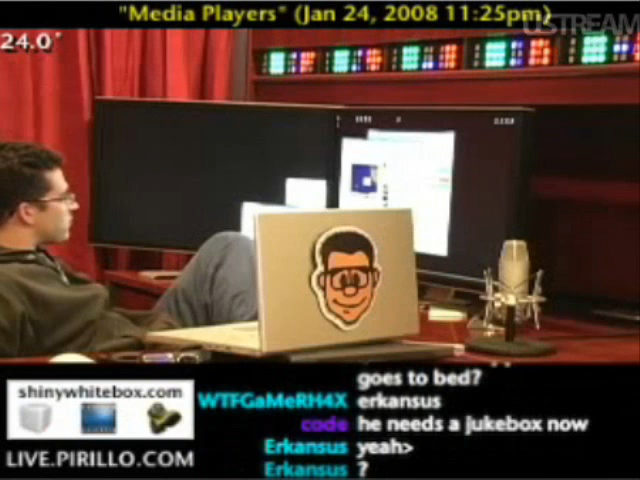 "Media Players" (Jan 24, 2008 11:25pm)
USTREAM
24.0°
shinywhitebox.com
LIVE.PIRILLO.COM
goes to bed?
WTFGaMeRH4X erkansus
code he needs a jukebox now
Erkansus yeah>
Erkansus ?